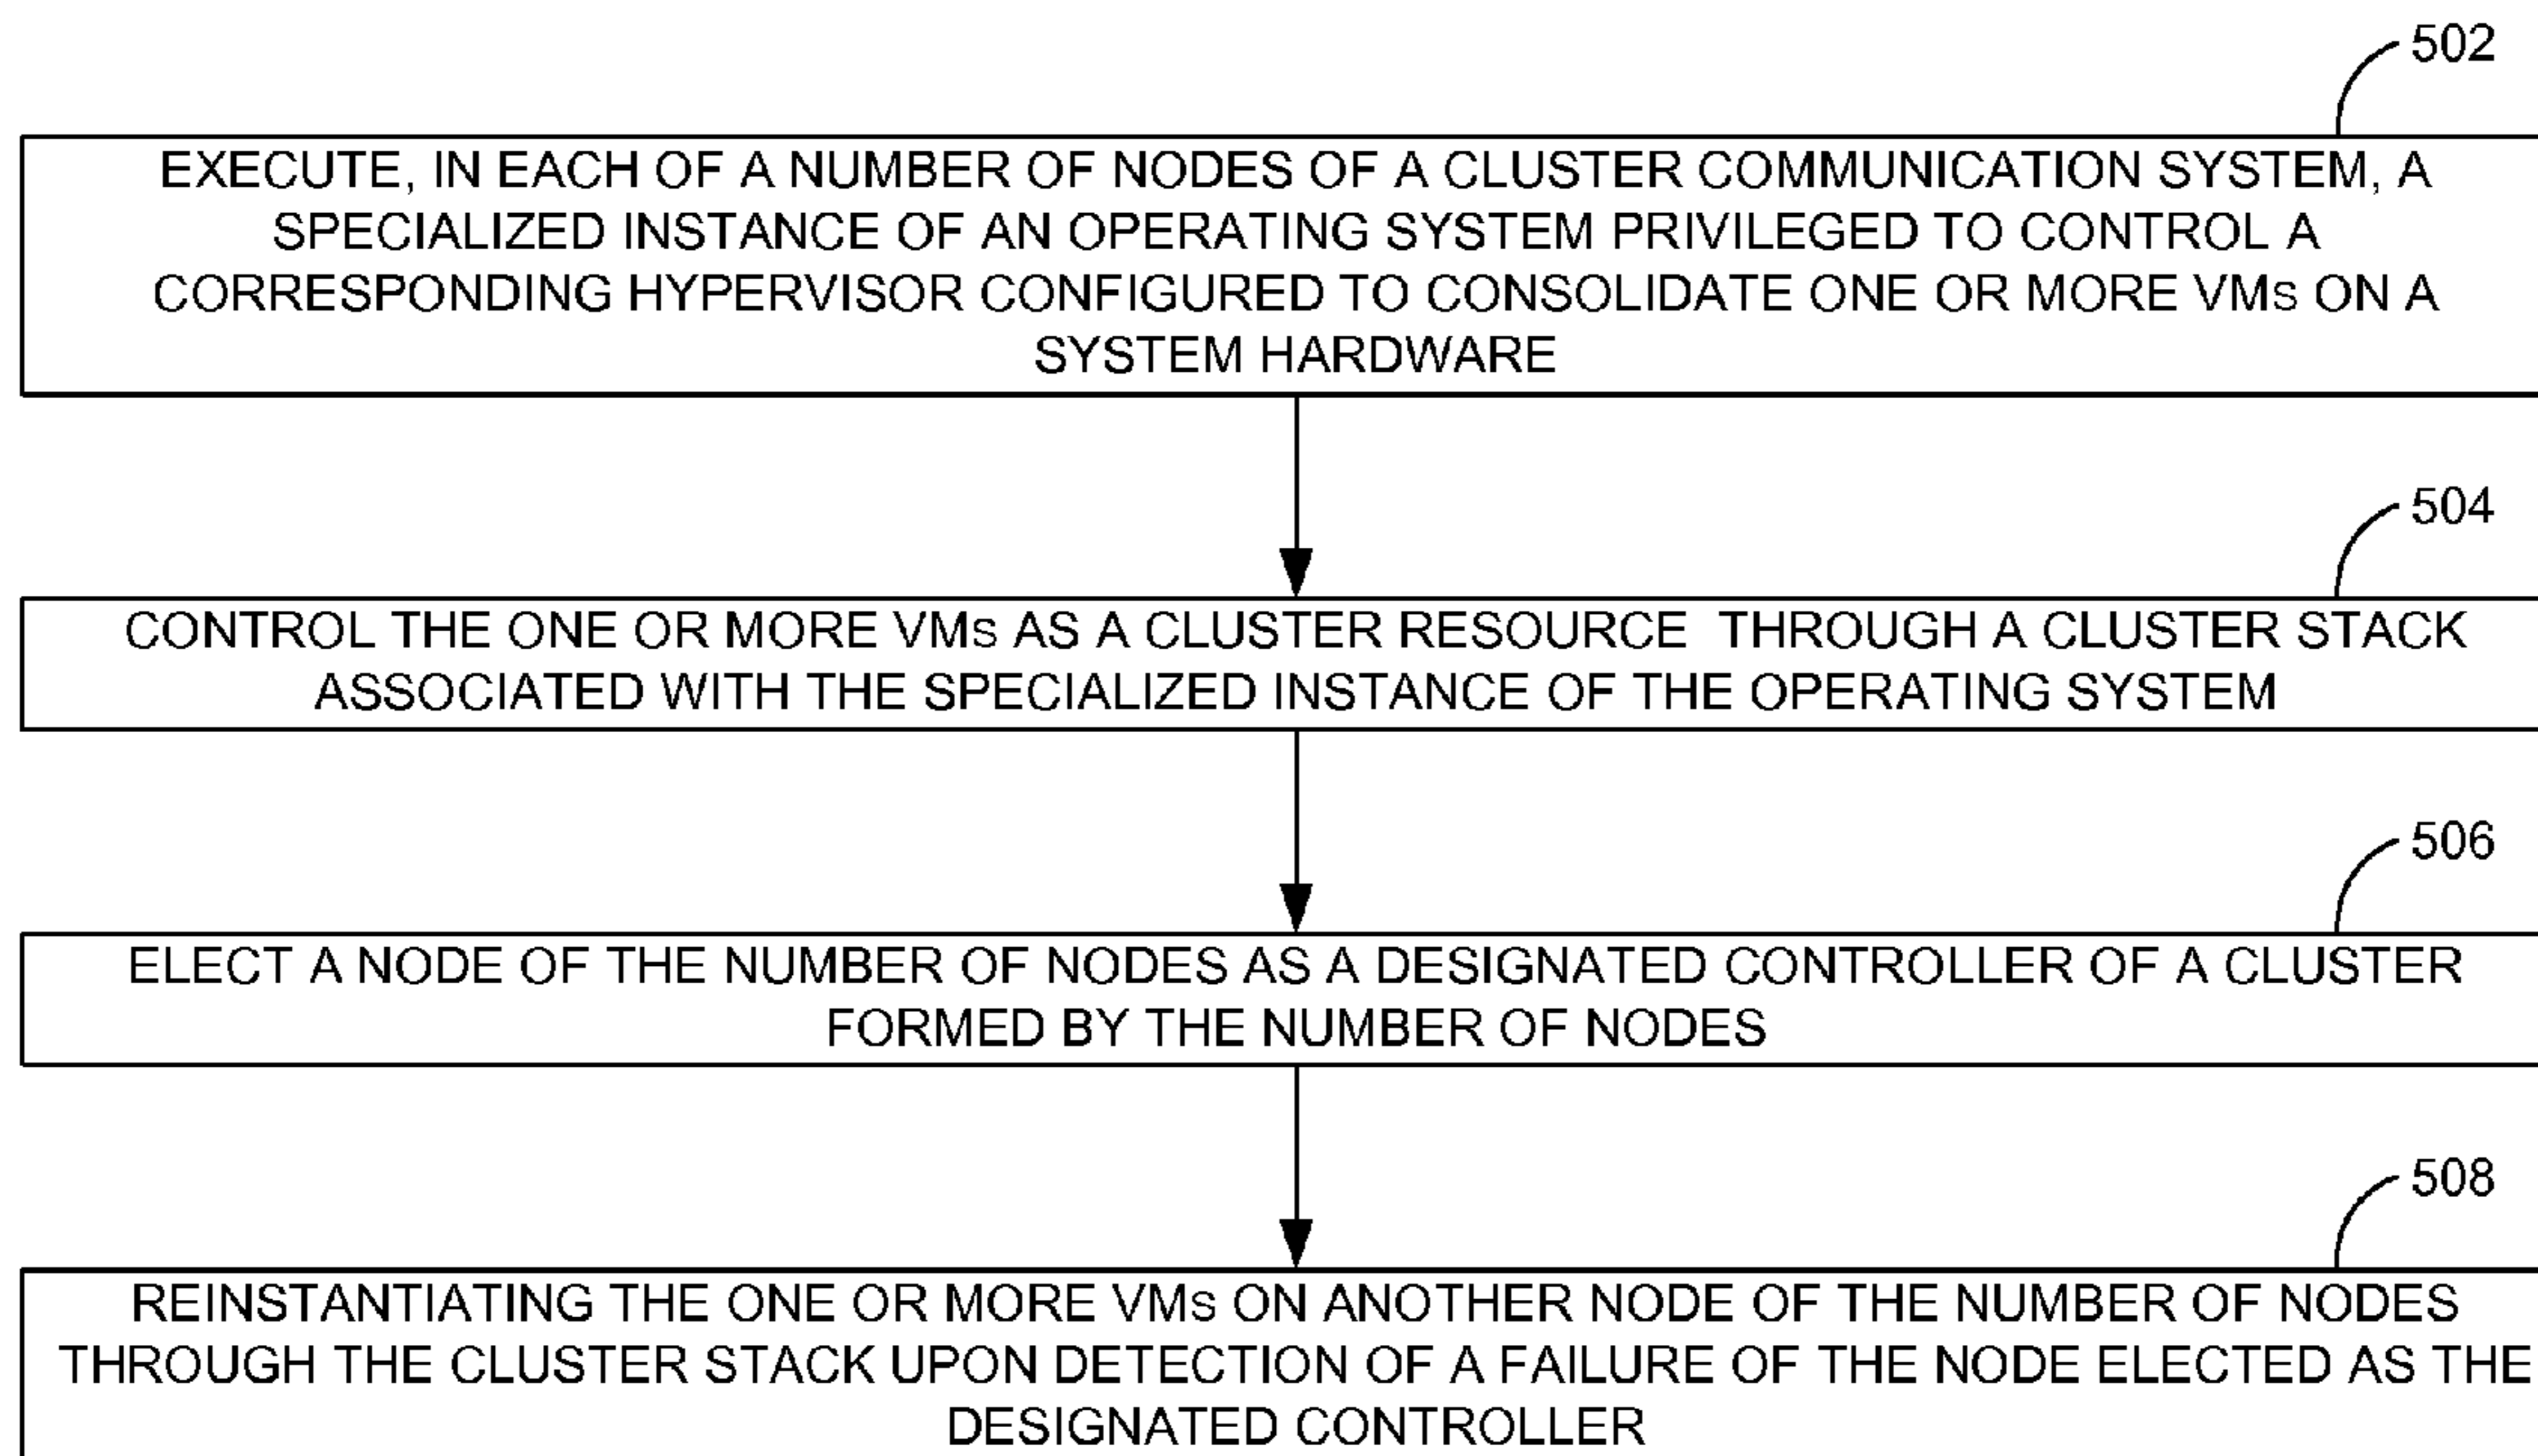 502
EXECUTE, IN EACH OF A NUMBER OF NODES OF A CLUSTER COMMUNICATION SYSTEM, A
SPECIALIZED INSTANCE OF AN OPERATING SYSTEM PRIVILEGED TO CONTROL A
CORRESPONDING HYPERVISOR CONFIGURED TO CONSOLIDATE ONE OR MORE VMs ON A
SYSTEM HARDWARE
504
CONTROL THE ONE OR MORE VMs AS A CLUSTER RESOURCE THROUGH A CLUSTER STACK
ASSOCIATED WITH THE SPECIALIZED INSTANCE OF THE OPERATING SYSTEM
506
ELECT A NODE OF THE NUMBER OF NODES AS A DESIGNATED CONTROLLER OF A CLUSTER
FORMED BY THE NUMBER OF NODES
508
REINSTANTIATING THE ONE OR MORE VMs ON ANOTHER NODE OF THE NUMBER OF NODES
THROUGH THE CLUSTER STACK UPON DETECTION OF A FAILURE OF THE NODE ELECTED AS THE
DESIGNATED CONTROLLER